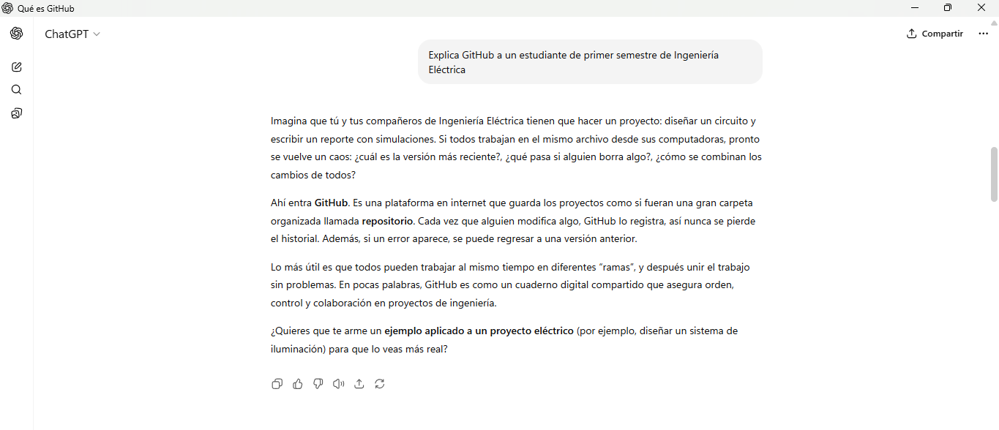 Qué es GitHub
ChatGPT
Compartir
Explica GitHub a un estudiante de primer semestre de Ingeniería
Eléctrica
Imagina que tú y tus compañeros de Ingeniería Eléctrica tienen que hacer un proyecto: diseñar un circuito y
escribir un reporte con simulaciones. Si todos trabajan en el mismo archivo desde sus computadoras, pronto
se vuelve un caos: ¿cuál es la versión más reciente?, ¿qué pasa si alguien borra algo?, ¿cómo se combinan los
cambios de todos?
Ahí entra GitHub. Es una plataforma en internet que guarda los proyectos como si fueran una gran carpeta
organizada llamada repositorio. Cada vez que alguien modifica algo, GitHub lo registra, así nunca se pierde
el historial. Además, si un error aparece, se puede regresar a una versión anterior.
Lo más útil es que todos pueden trabajar al mismo tiempo en diferentes “ramas”, y después unir el trabajo
sin problemas. En pocas palabras, GitHub es como un cuaderno digital compartido que asegura orden,
control y colaboración en proyectos de ingeniería.
¿Quieres que te arme un ejemplo aplicado a un proyecto eléctrico (por ejemplo, diseñar un sistema de
iluminación) para que lo veas más real?